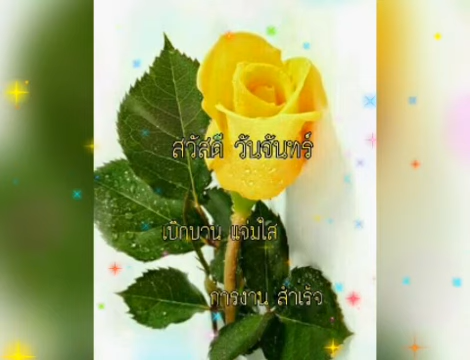 สวัสดี วันจันทร์
เบิกบาน แจ่มใส
การงาน สำเร็จ